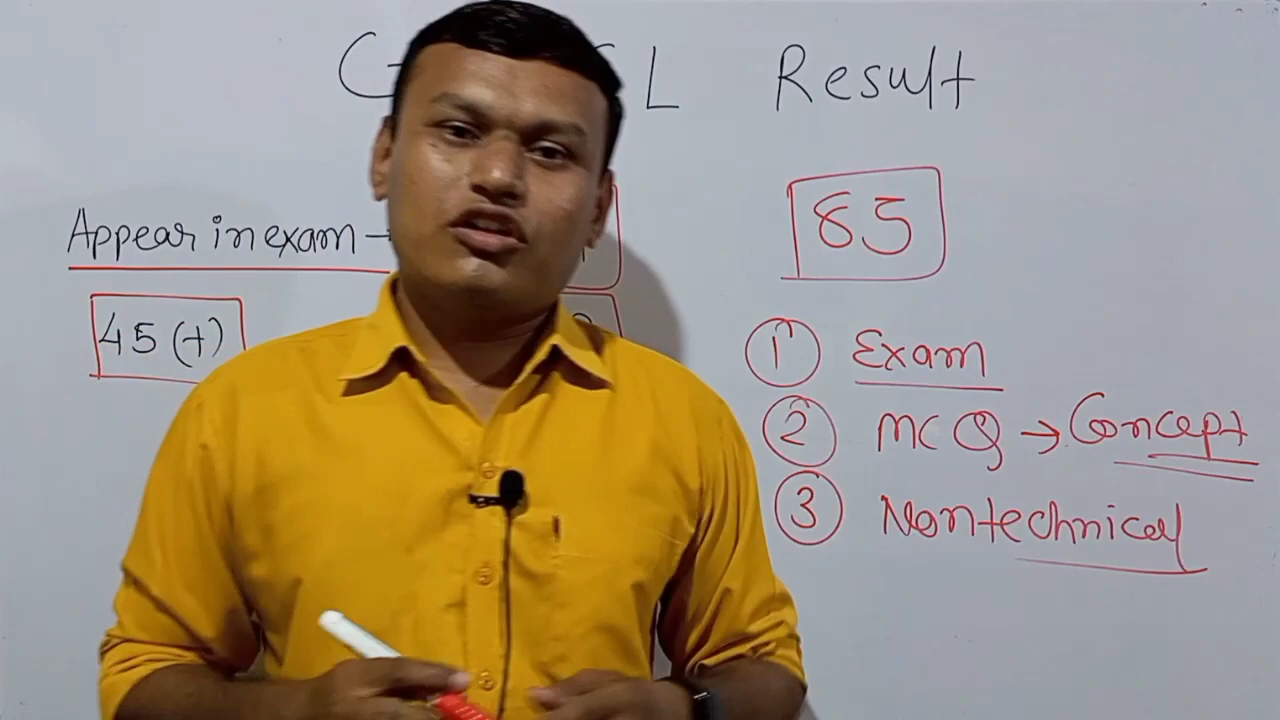 L Result
Appear in exam -
85
45 (+)
1 Exam
2 MCQ → Concept
3 Nontechnical